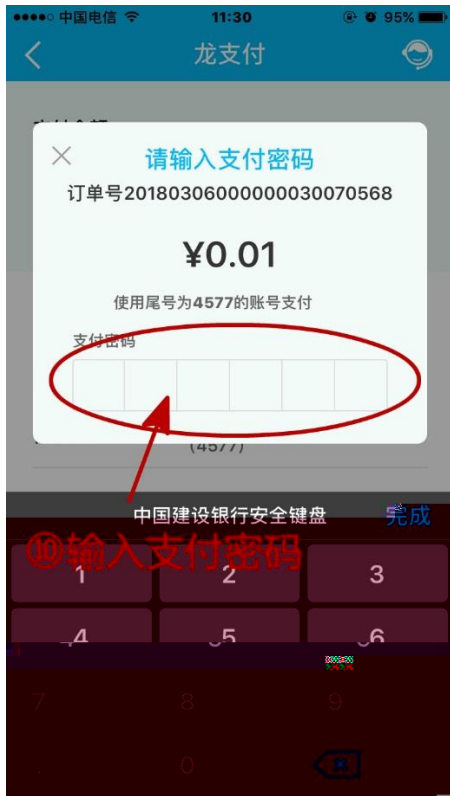 中国电信 11:30 95%
龙支付
请输入支付密码
订单号20180306000000030070568
¥0.01
使用尾号为4577的账号支付
支付密码
(4577)
中国建设银行安全键盘 完成
⑩输入支付密码
1 2 3
4 5 6
7 8 9
. 0